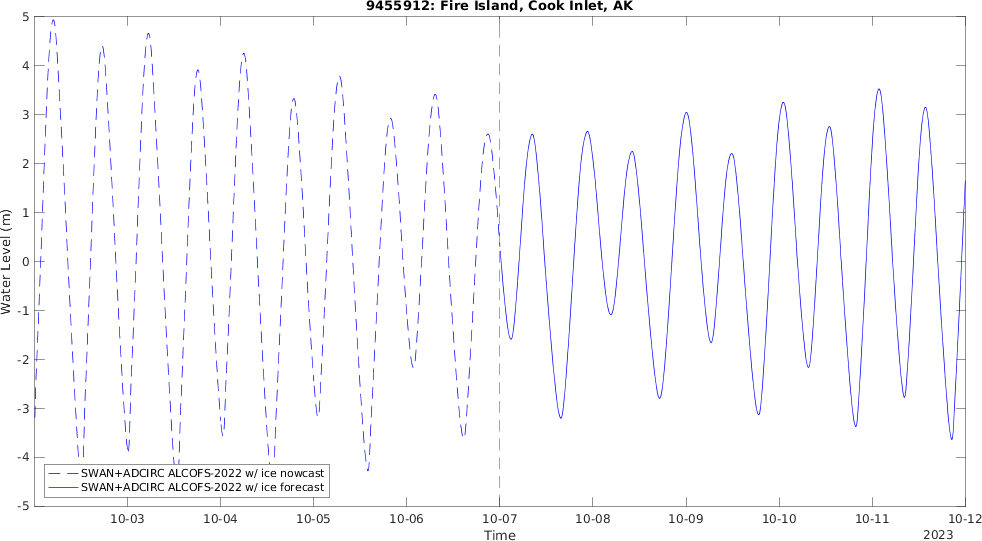 9455912: Fire Island, Cook Inlet, AK
5
4
3
2
1
0
-1
-2
-3
-4
-5
Water Level (m)
SWAN+ADCIRC ALCOFS-2022 w/ ice nowcast
SWAN+ADCIRC ALCOFS-2022 w/ ice forecast
10-03 10-04 10-05 10-06 10-07 10-08 10-09 10-10 10-11 10-12
Time
2023